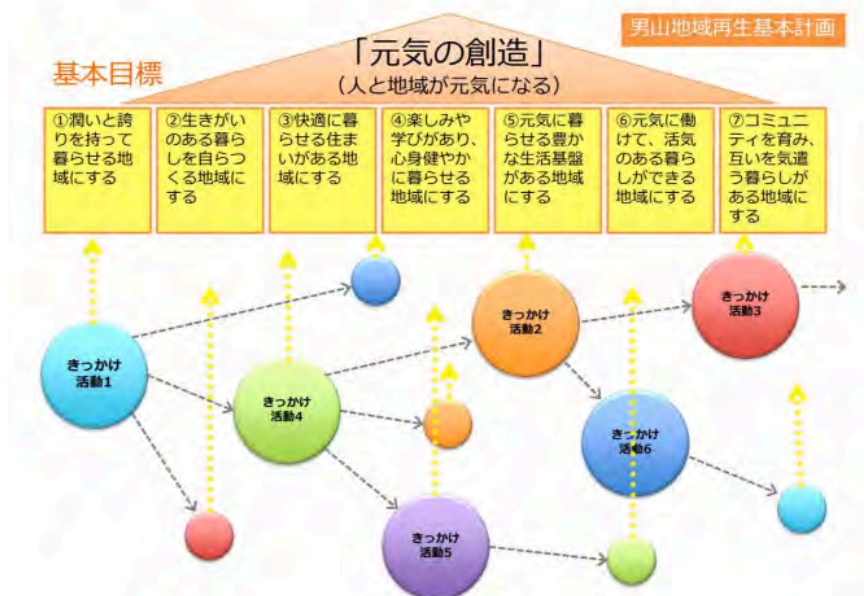 男山地域再生基本計画
「元気の創造」
基本目標
(人と地域が元気になる)
①潤いと誇
りを持って
暮らせる地
域にする
②生きがい
のある暮ら
しを自らつ
くる地域に
する
③快適に暮
らせる住ま
いがある地
域にする
④楽しみや
学びがあり、
心身健やか
に暮らせる
地域にする
⑤元気に暮
らせる豊か
な生活基盤
がある地域
にする
⑥元気に働
けて、活気
のある暮ら
しができる
地域にする
⑦コミュニ
ティを育み、
互いを気遣
う暮らしが
ある地域に
する
きっかけ
活動1
きっかけ
活動4
きっかけ
活動2
きっかけ
活動3
きっかけ
活動6
きっかけ
活動5